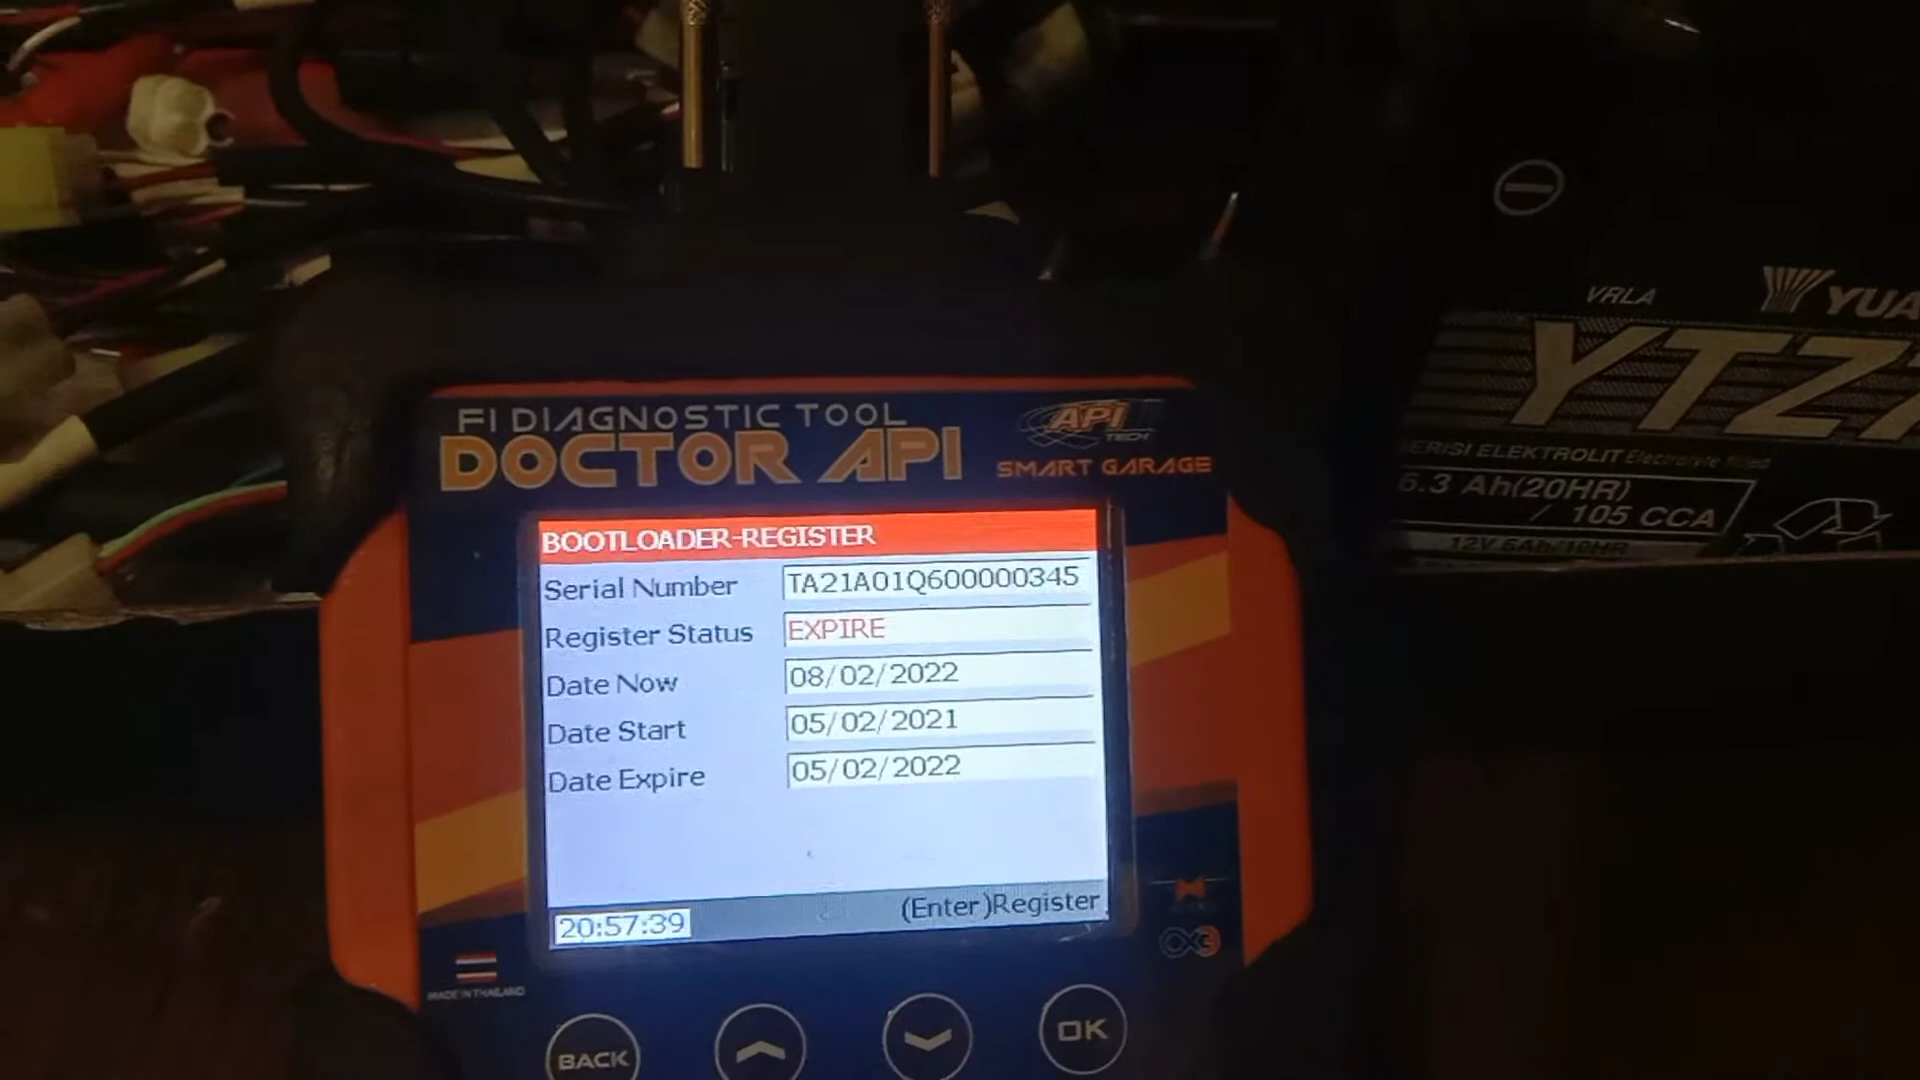 VRLA
YUA
YTZ7
ERISI ELEKTROLIT Electrolyte filled
6.3 Ah(20HR)
/ 105 CCA
12V 6Ah/10HR
FI DIAGNOSTIC TOOL
DOCTOR API
API
TECH
SMART GARAGE
BOOTLOADER-REGISTER
Serial Number TA21A01Q600000345
Register Status EXPIRE
Date Now 08/02/2022
Date Start 05/02/2021
Date Expire 05/02/2022
20:57:39 (Enter)Register
MADE IN THAILAND
BACK
OK